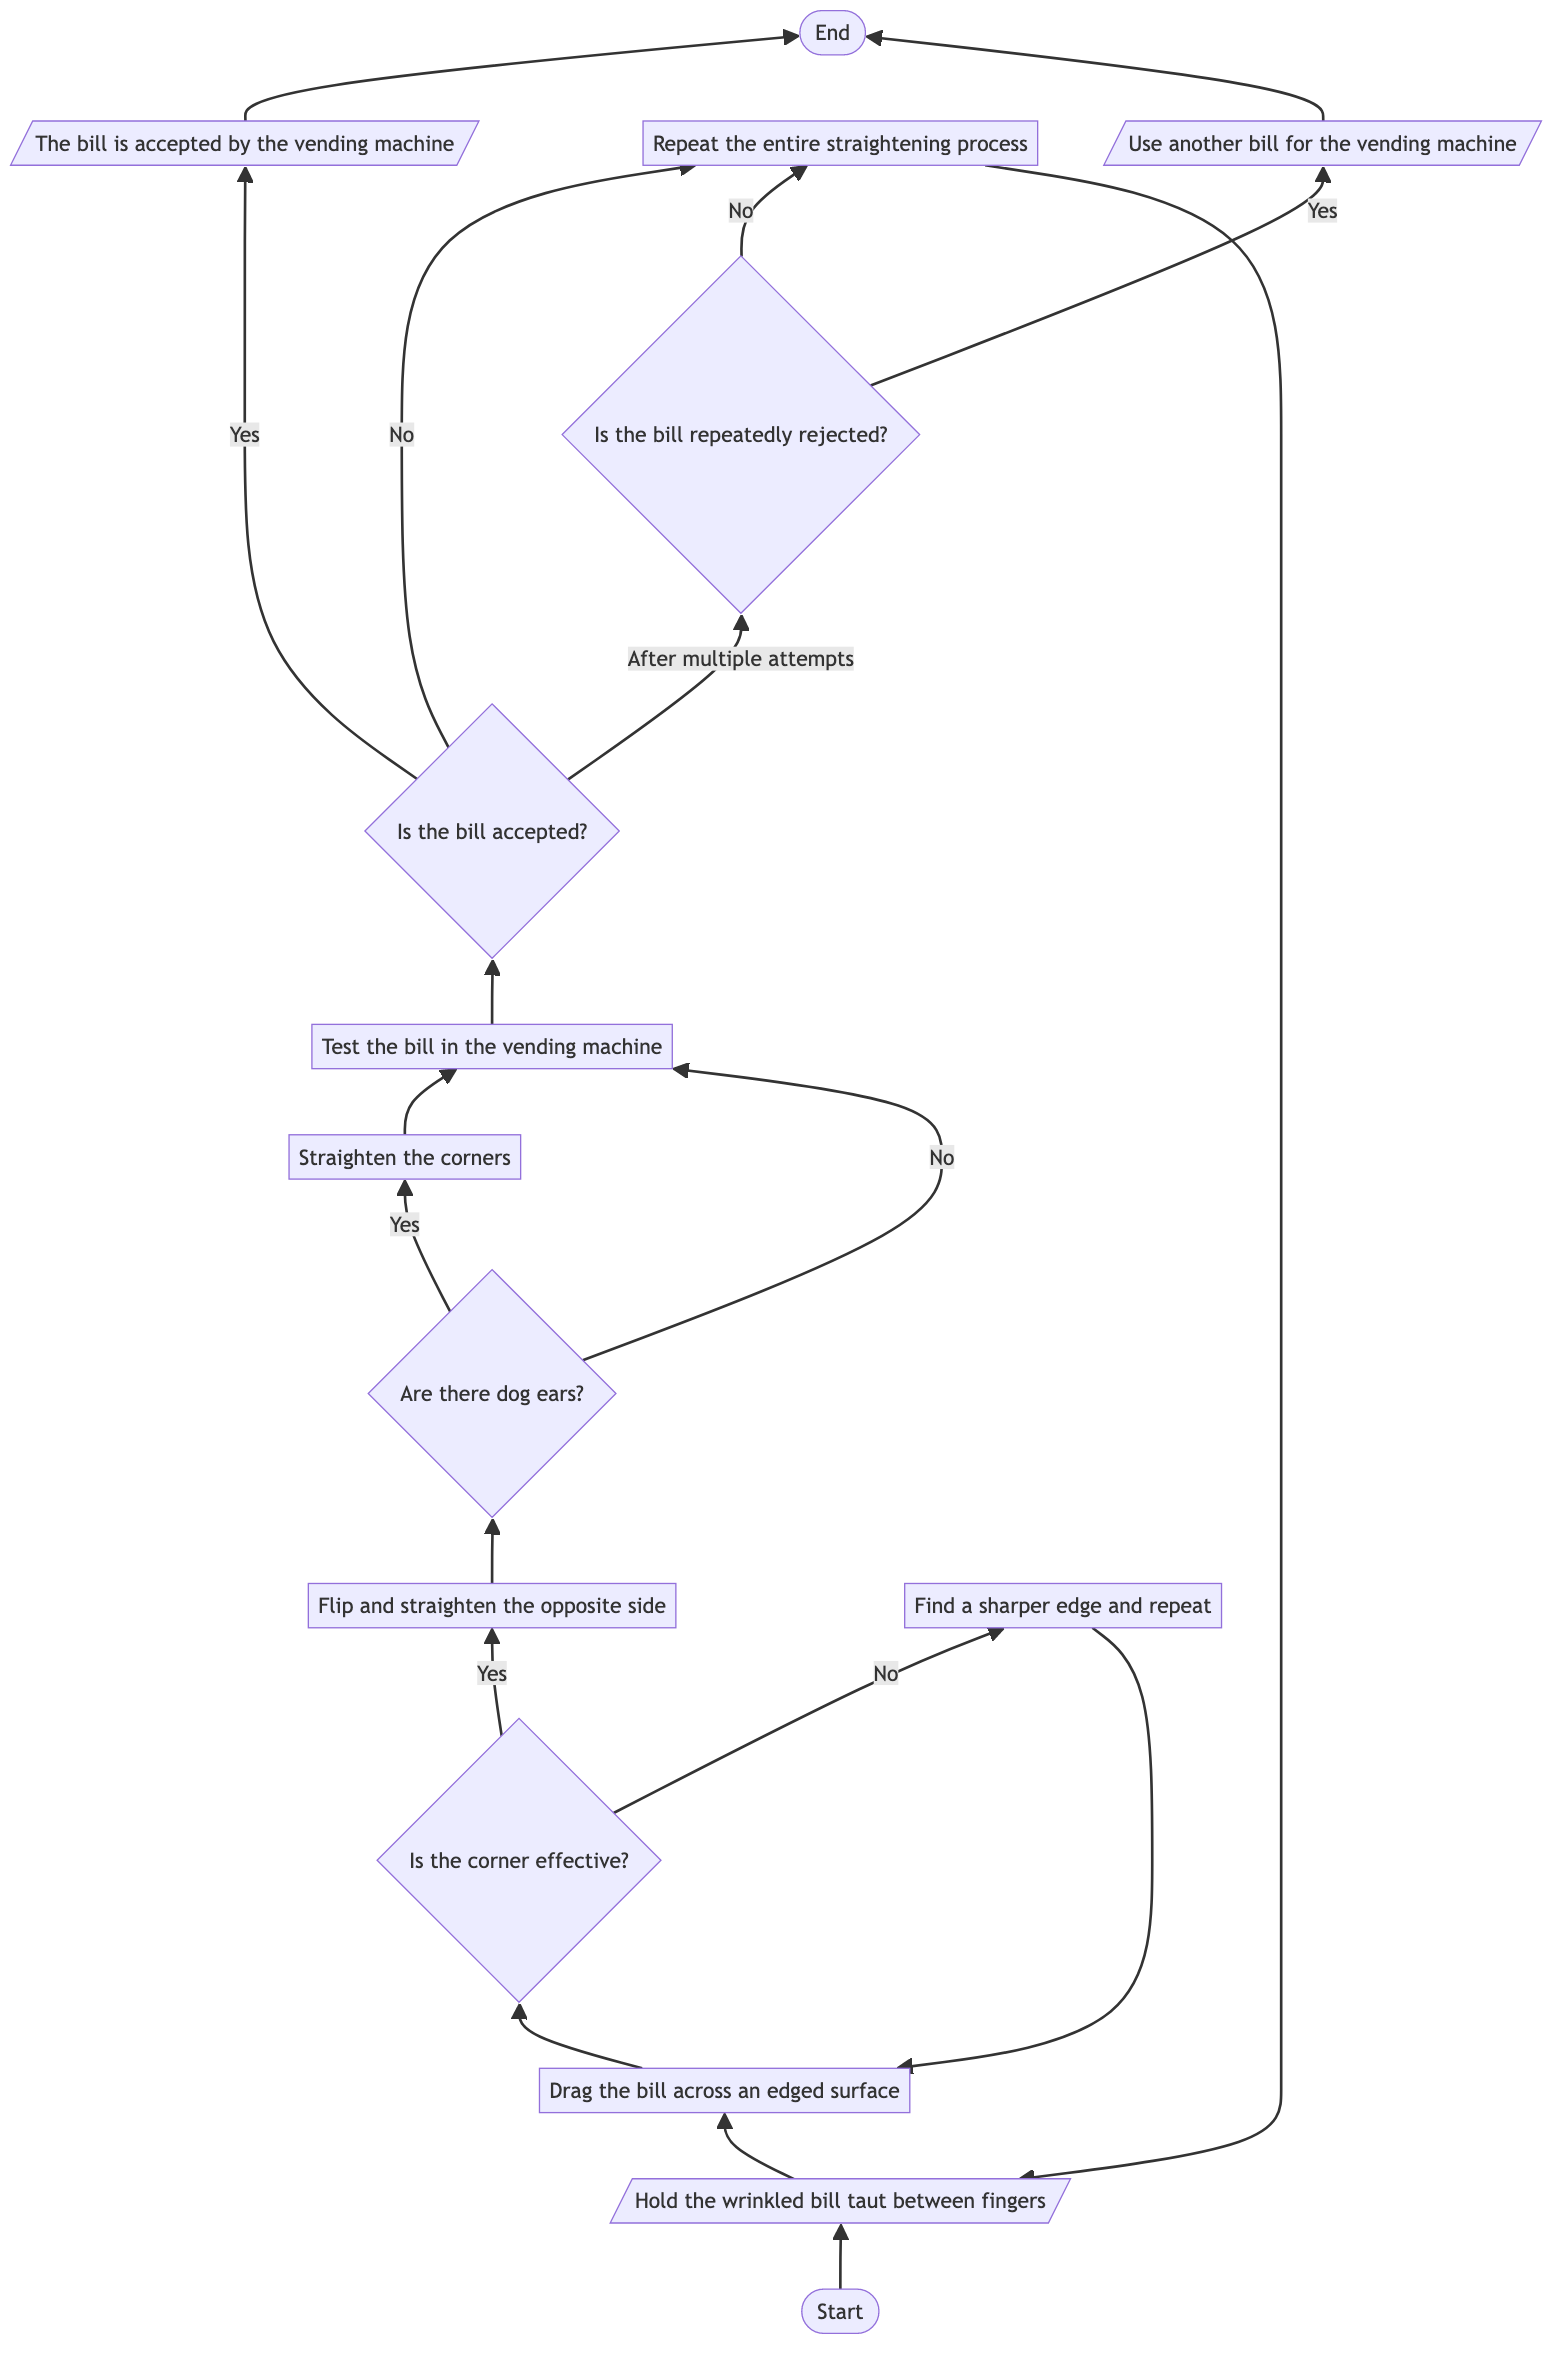 End
The bill is accepted by the vending machine
Repeat the entire straightening process
Use another bill for the vending machine
No
Yes
Yes
No
Is the bill repeatedly rejected?
After multiple attempts
Is the bill accepted?
Test the bill in the vending machine
Straighten the corners
No
Yes
Are there dog ears?
Flip and straighten the opposite side
Find a sharper edge and repeat
Yes
No
Is the corner effective?
Drag the bill across an edged surface
Hold the wrinkled bill taut between fingers
Start